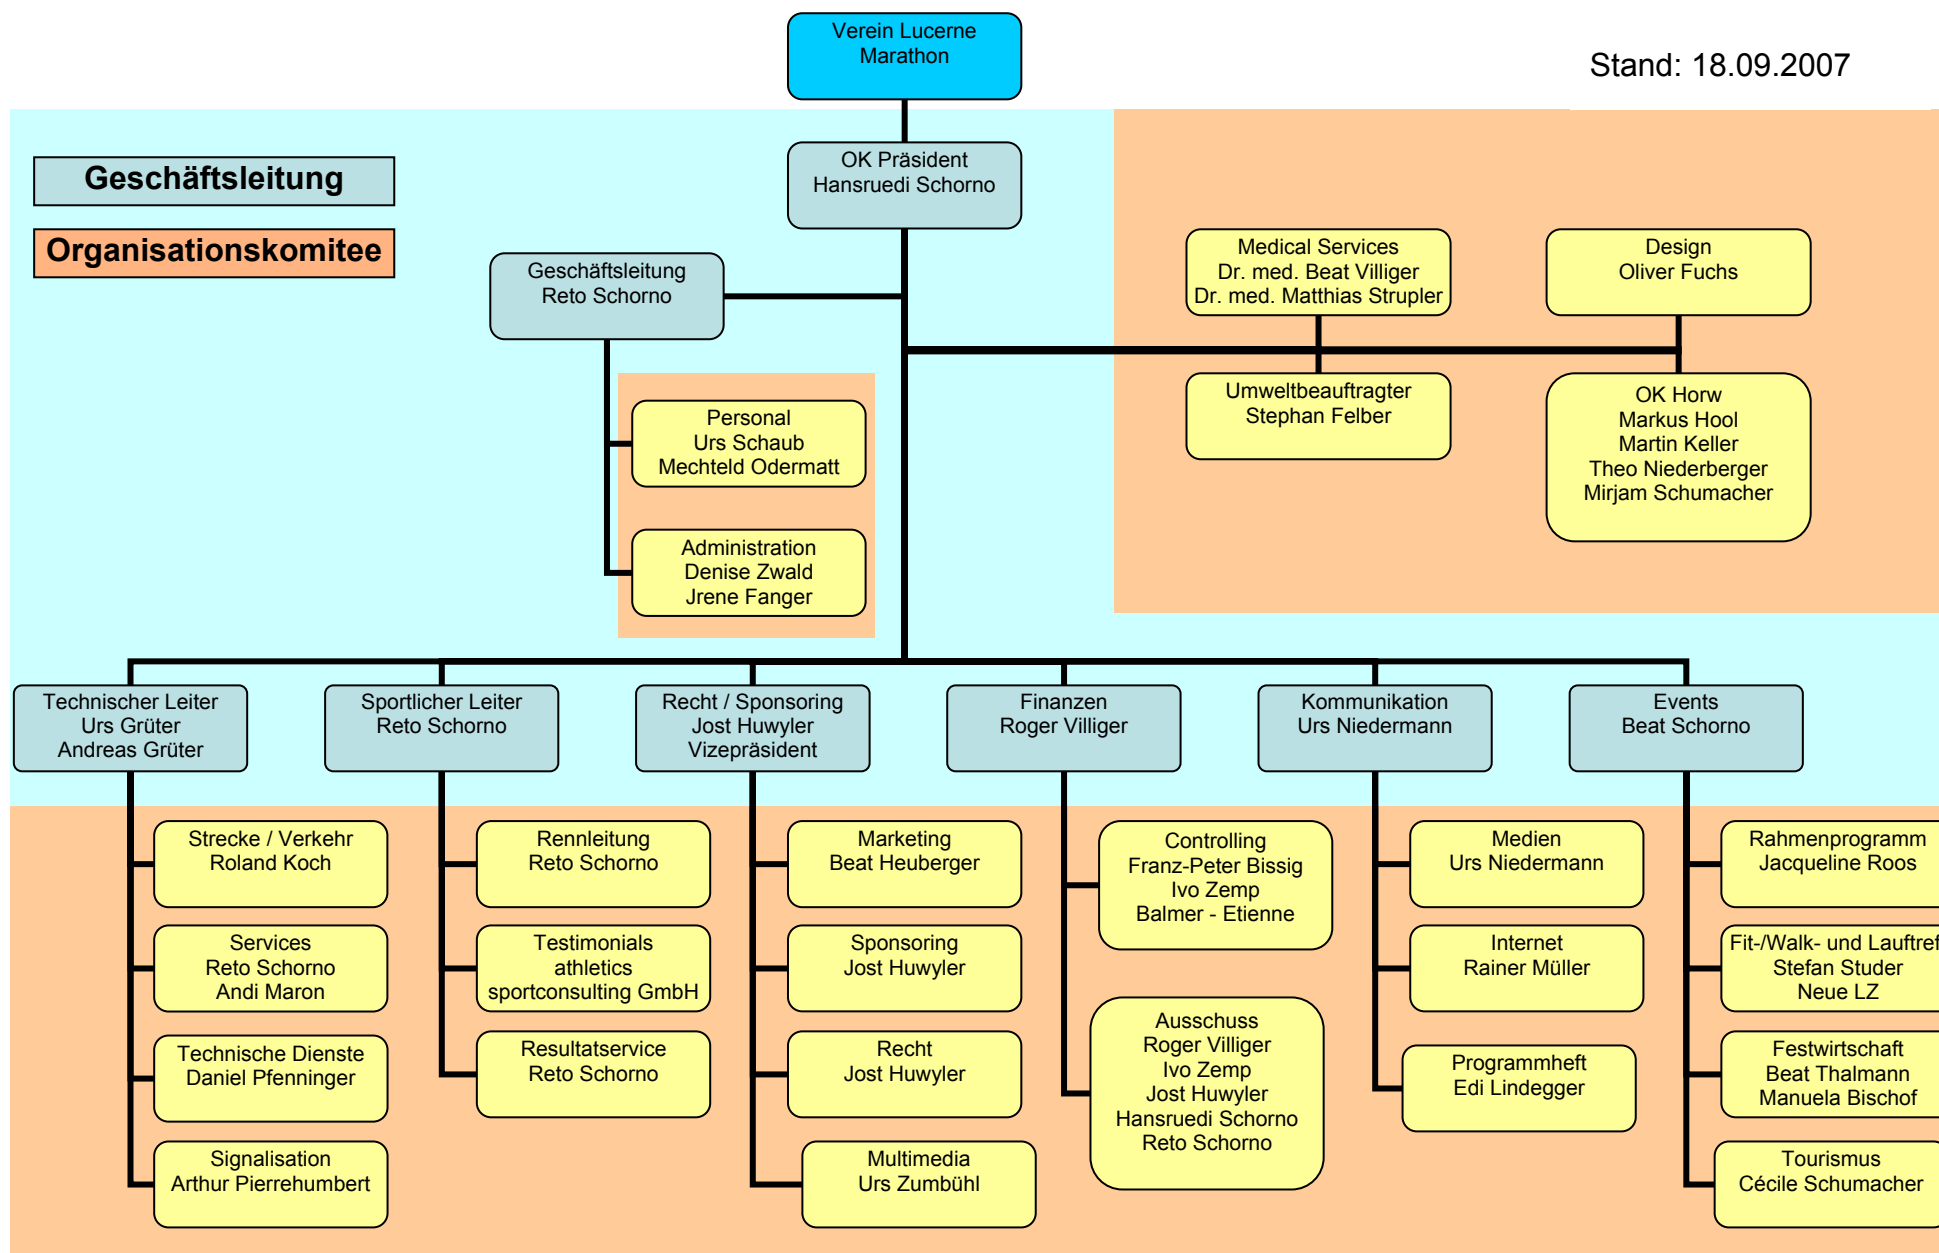 Verein Lucerne
Marathon
Stand: 18.09.2007
Geschäftsleitung
Organisationskomitee
OK Präsident
Hansruedi Schorno
Geschäftsleitung
Reto Schorno
Medical Services
Dr. med. Beat Villiger
Dr. med. Matthias Strupler
Design
Oliver Fuchs
Umweltbeauftragter
Stephan Felber
OK Horw
Markus Hool
Martin Keller
Theo Niederberger
Mirjam Schumacher
Personal
Urs Schaub
Mechteld Odermatt
Administration
Denise Zwald
Jrene Fanger
Technischer Leiter
Urs Grüter
Andreas Grüter
Sportlicher Leiter
Reto Schorno
Recht / Sponsoring
Jost Huwyler
Vizepräsident
Finanzen
Roger Villiger
Kommunikation
Urs Niedermann
Events
Beat Schorno
Strecke / Verkehr
Roland Koch
Services
Reto Schorno
Andi Maron
Technische Dienste
Daniel Pfenninger
Signalisation
Arthur Pierrehumbert
Rennleitung
Reto Schorno
Testimonials
athletics
sportconsulting GmbH
Resultatservice
Reto Schorno
Marketing
Beat Heuberger
Sponsoring
Jost Huwyler
Recht
Jost Huwyler
Multimedia
Urs Zumbühl
Controlling
Franz-Peter Bissig
Ivo Zemp
Balmer - Etienne
Ausschuss
Roger Villiger
Ivo Zemp
Jost Huwyler
Hansruedi Schorno
Reto Schorno
Medien
Urs Niedermann
Internet
Rainer Müller
Programmheft
Edi Lindegger
Rahmenprogramm
Jacqueline Roos
Fit-/Walk- und Lauftref
Stefan Studer
Neue LZ
Festwirtschaft
Beat Thalmann
Manuela Bischof
Tourismus
Cécile Schumacher